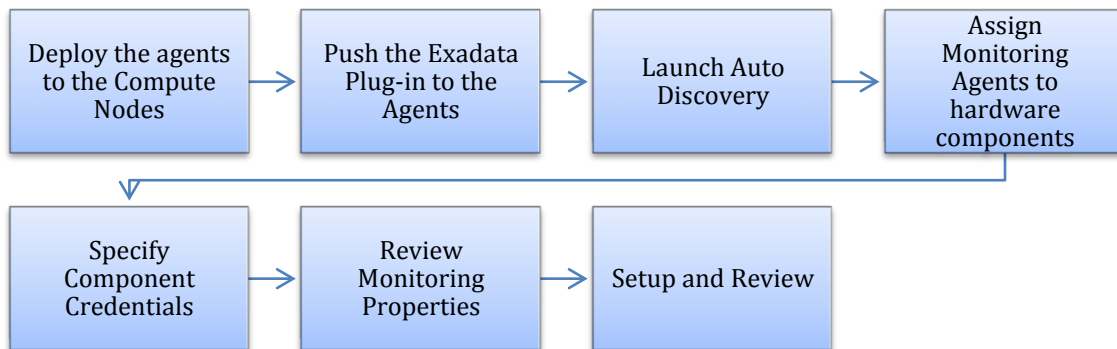 Deploy the agents
to the Compute
Nodes
Push the Exadata
Plug-in to the
Agents
Launch Auto
Discovery
Assign
Monitoring
Agents to
hardware
components
Specify
Component
Credentials
Review
Monitoring
Properties
Setup and Review